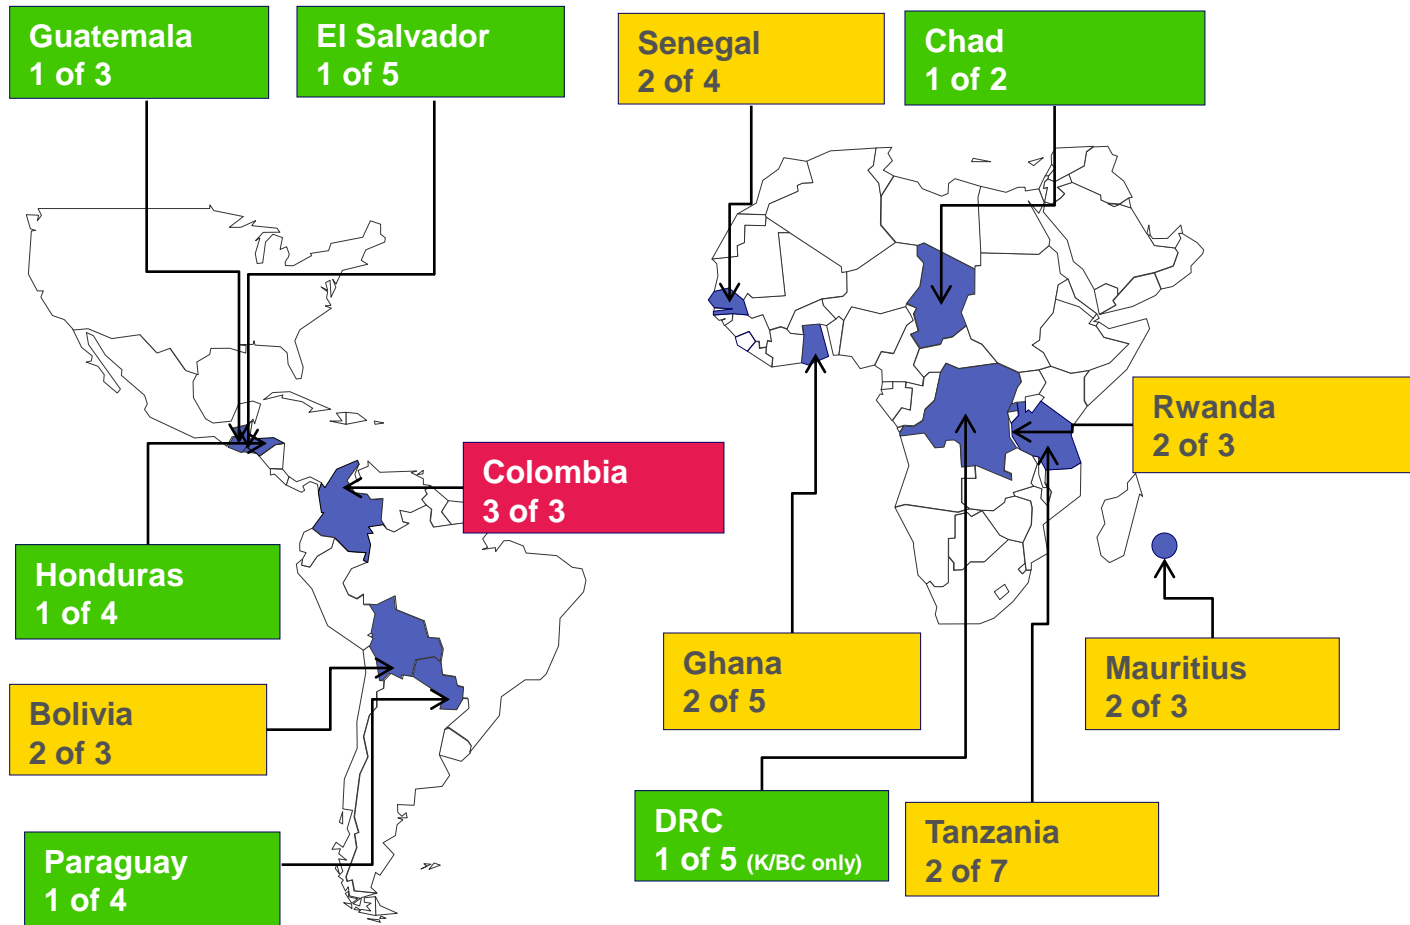 Guatemala
1 of 3
El Salvador
1 of 5
Senegal
2 of 4
Chad
1 of 2
Rwanda
2 of 3
Colombia
3 of 3
Honduras
1 of 4
Ghana
2 of 5
Mauritius
2 of 3
Bolivia
2 of 3
DRC
1 of 5 (K/BC only)
Tanzania
2 of 7
Paraguay
1 of 4